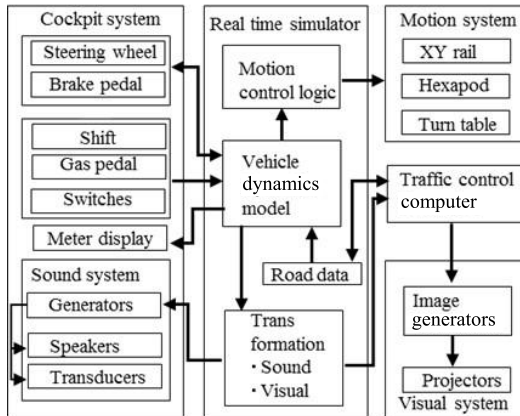 Cockpit system
Steering wheel
Brake pedal
Shift
Gas pedal
Switches
Meter display
Sound system
Generators
Speakers
Transducers
Real time simulator
Motion
control logic
Vehicle
dynamics
model
Road data
Trans
formation
・Sound
・Visual
Motion system
XY rail
Hexapod
Turn table
Traffic control
computer
Image
generators
Projectors
Visual system